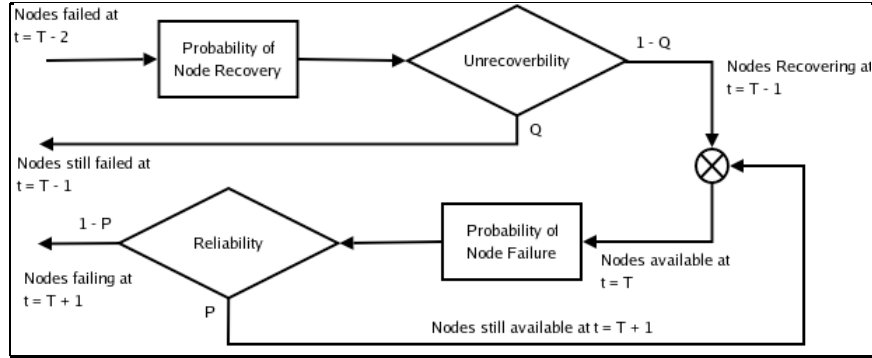 Nodes failed at
t = T - 2
Probability of
Node Recovery
Unrecoverbility
1 - Q
Nodes Recovering at
t = T - 1
Q
Nodes still failed at
t = T - 1
1 - P
Reliability
Probability of
Node Failure
Nodes available at
t = T
Nodes failing at
t = T + 1
P
Nodes still available at t = T + 1